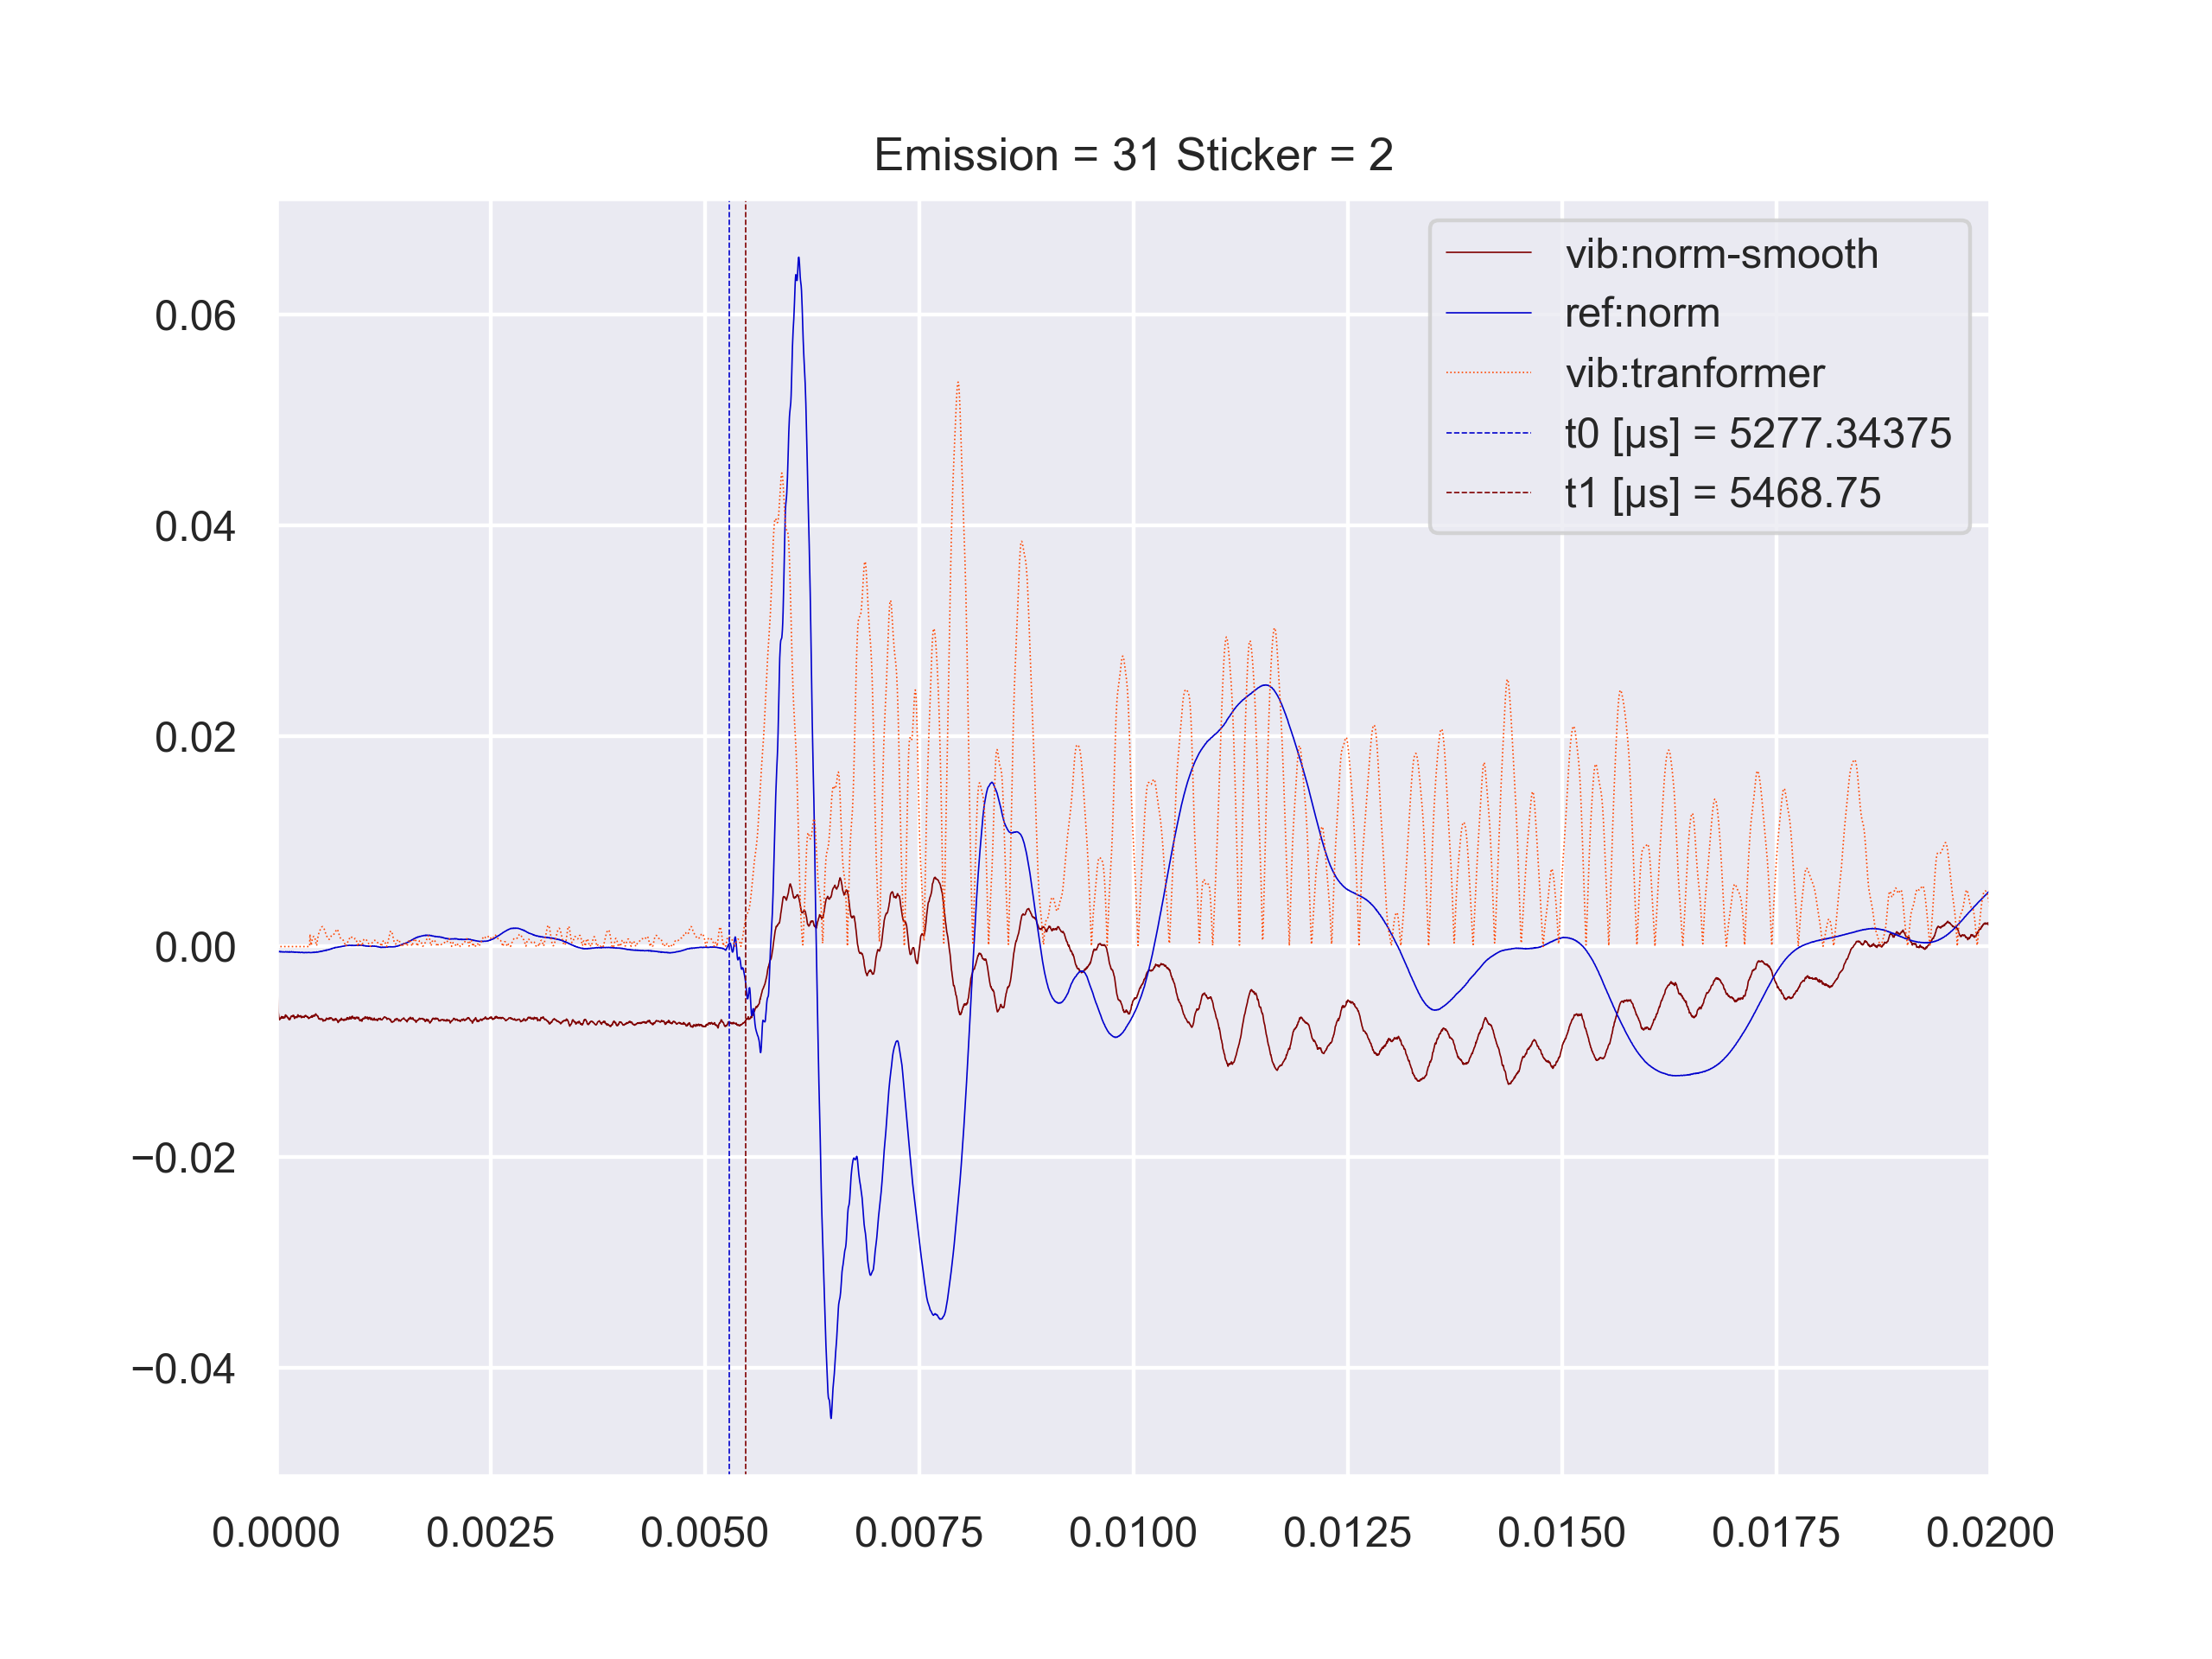 Emission = 31 Sticker = 2
vib:norm-smooth
ref:norm
vib:tranformer
t0 [µs] = 5277.34375
t1 [µs] = 5468.75
0.06
0.04
0.02
0.00
−0.02
−0.04
0.0000 0.0025 0.0050 0.0075 0.0100 0.0125 0.0150 0.0175 0.0200